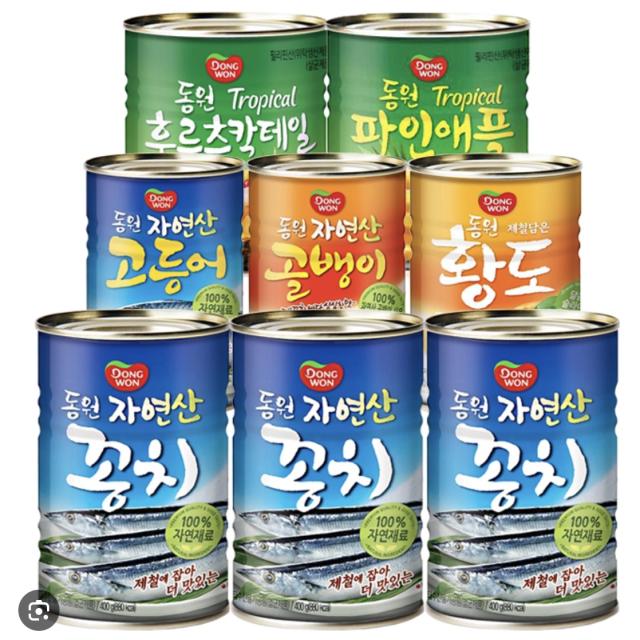 DONG WON
동원 Tropical
후르츠칵테일
DONG WON
동원 Tropical
파인애플
DONG WON
동원 자연산
고등어
100%
자연재료
DONG WON
동원 자연산
골뱅이
100%
DONG WON
동원 제철담은
황도
DONG WON
동원 자연산
꽁치
100%
자연재료
제철에 잡아
더 맛있는
400g
DONG WON
동원 자연산
꽁치
100%
자연재료
제철에 잡아
더 맛있는
400g
DONG WON
동원 자연산
꽁치
100%
자연재료
제철에 잡아
더 맛있는
400g